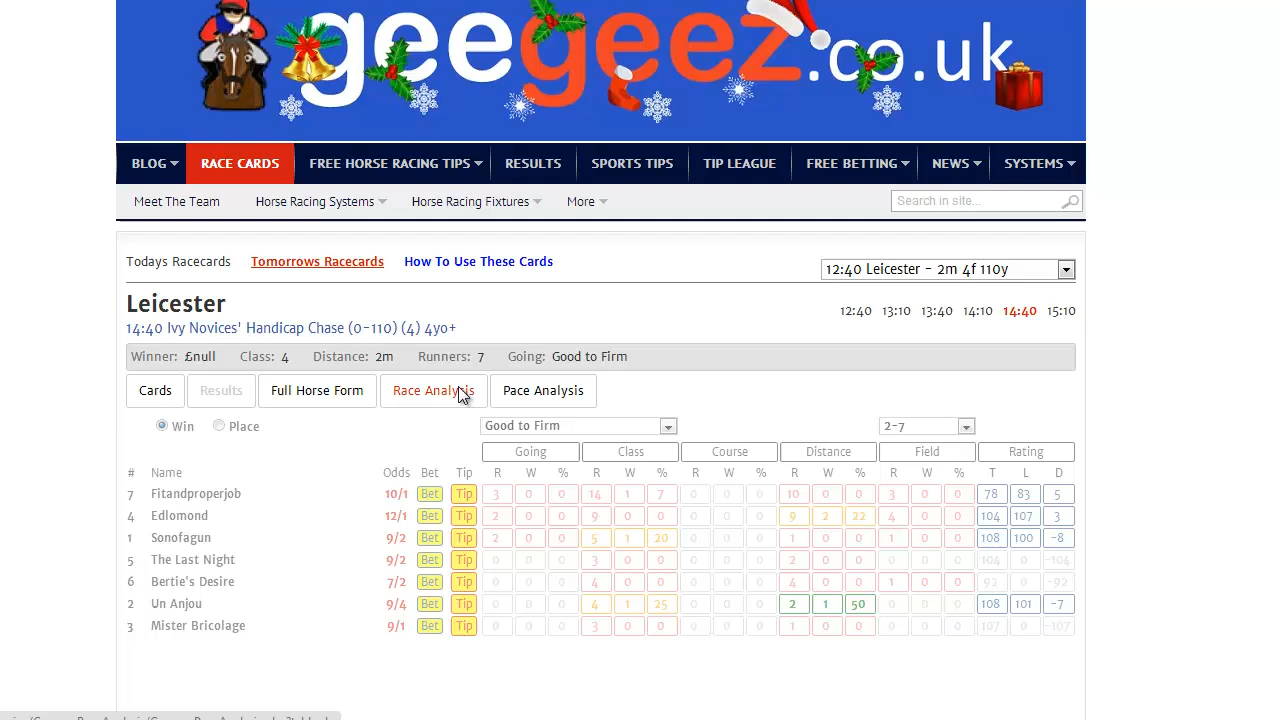 geegeez.co.uk
BLOG RACE CARDS FREE HORSE RACING TIPS RESULTS SPORTS TIPS TIP LEAGUE FREE BETTING NEWS SYSTEMS
Meet The Team Horse Racing Systems Horse Racing Fixtures More Search in site...
Todays Racecards Tomorrows Racecards How To Use These Cards 12:40 Leicester - 2m 4f 110y
Leicester 12:40 13:10 13:40 14:10 14:40 15:10
14:40 Ivy Novices' Handicap Chase (0-110) (4) 4yo+
Winner: £null Class: 4 Distance: 2m Runners: 7 Going: Good to Firm
Cards Results Full Horse Form Race Analysis Pace Analysis
Win Place Good to Firm 2-7
Going Class Course Distance Field Rating
# Name Odds Bet Tip R W % R W % R W % R W % R W % T L D
7 Fitandproperjob 10/1 Bet Tip 3 0 0 14 1 7 0 0 0 10 0 0 3 0 0 78 83 5
4 Edlomond 12/1 Bet Tip 2 0 0 9 0 0 0 0 0 9 2 22 4 0 0 104 107 3
1 Sonofagun 9/2 Bet Tip 2 0 0 5 1 20 0 0 0 1 0 0 1 0 0 108 100 -8
5 The Last Night 9/2 Bet Tip 0 0 0 3 0 0 0 0 0 2 0 0 0 0 0 104 0 -104
6 Bertie's Desire 7/2 Bet Tip 0 0 0 4 0 0 0 0 0 4 0 0 1 0 0 92 0 -92
2 Un Anjou 9/4 Bet Tip 0 0 0 4 1 25 0 0 0 2 1 50 0 0 0 108 101 -7
3 Mister Bricolage 9/1 Bet Tip 0 0 0 3 0 0 0 0 0 1 0 0 0 0 0 107 0 -107